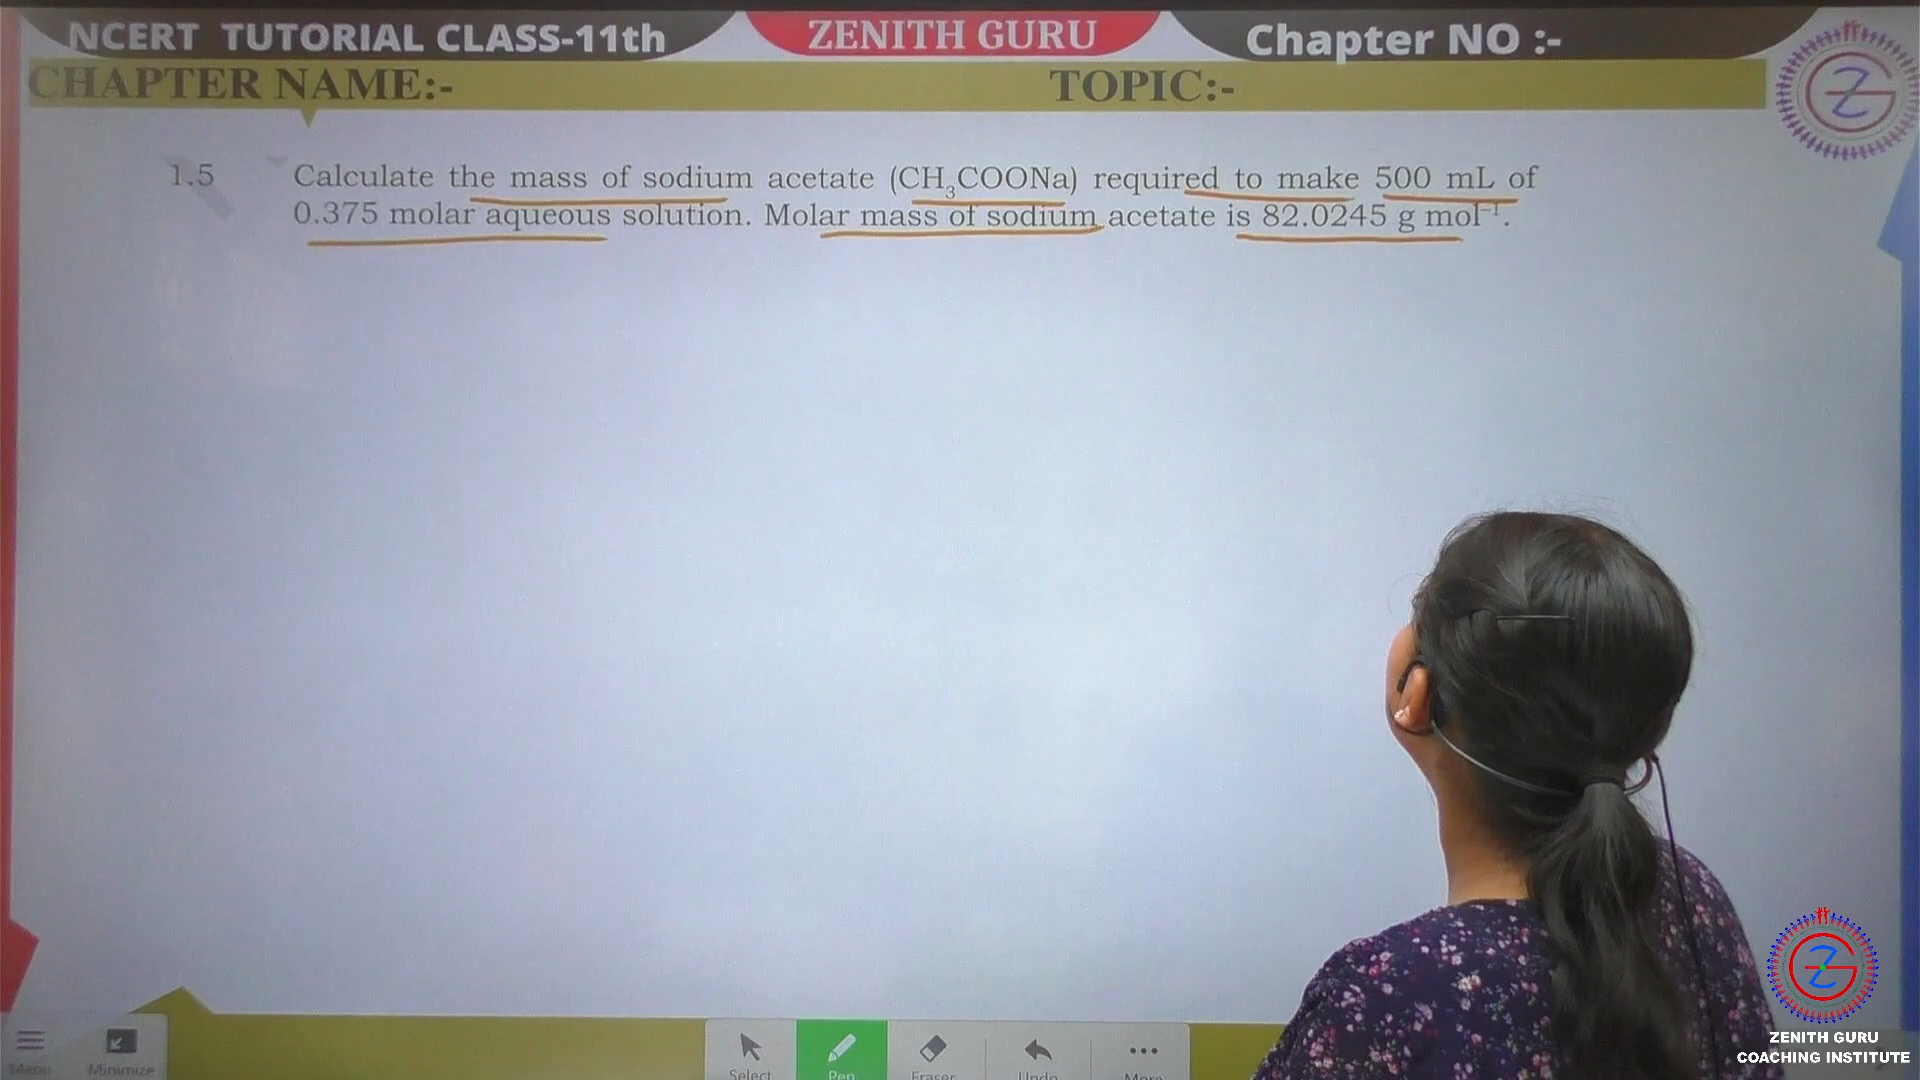 NCERT TUTORIAL CLASS-11th
ZENITH GURU
Chapter NO :-
CHAPTER NAME:-
TOPIC:-
1.5 Calculate the mass of sodium acetate (CH₃COONa) required to make 500 mL of
0.375 molar aqueous solution. Molar mass of sodium acetate is 82.0245 g mol⁻¹.
Menu
Minimize
Select
Pen
Eraser
Undo
More
ZENITH GURU
COACHING INSTITUTE